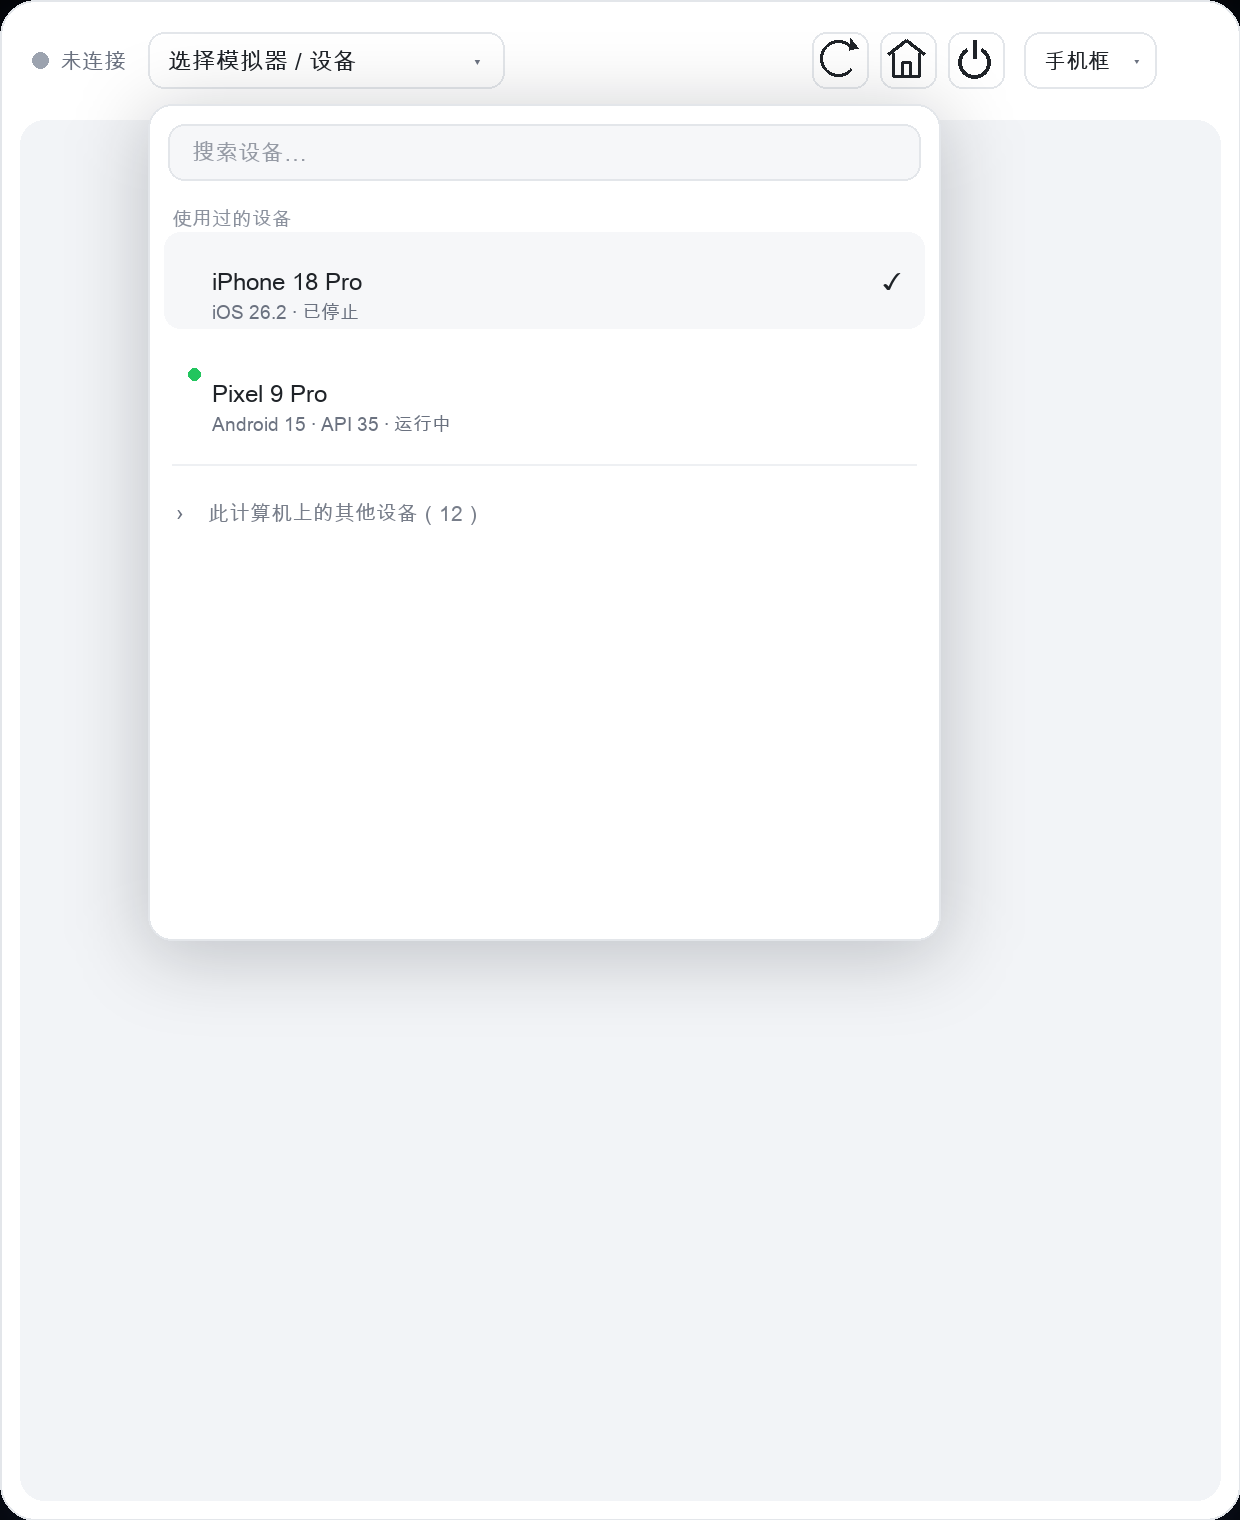 未连接
选择模拟器 / 设备
手机框
搜索设备...
使用过的设备
iPhone 18 Pro
✓
iOS 26.2 · 已停止
Pixel 9 Pro
Android 15 · API 35 · 运行中
› 此计算机上的其他设备 ( 12 )